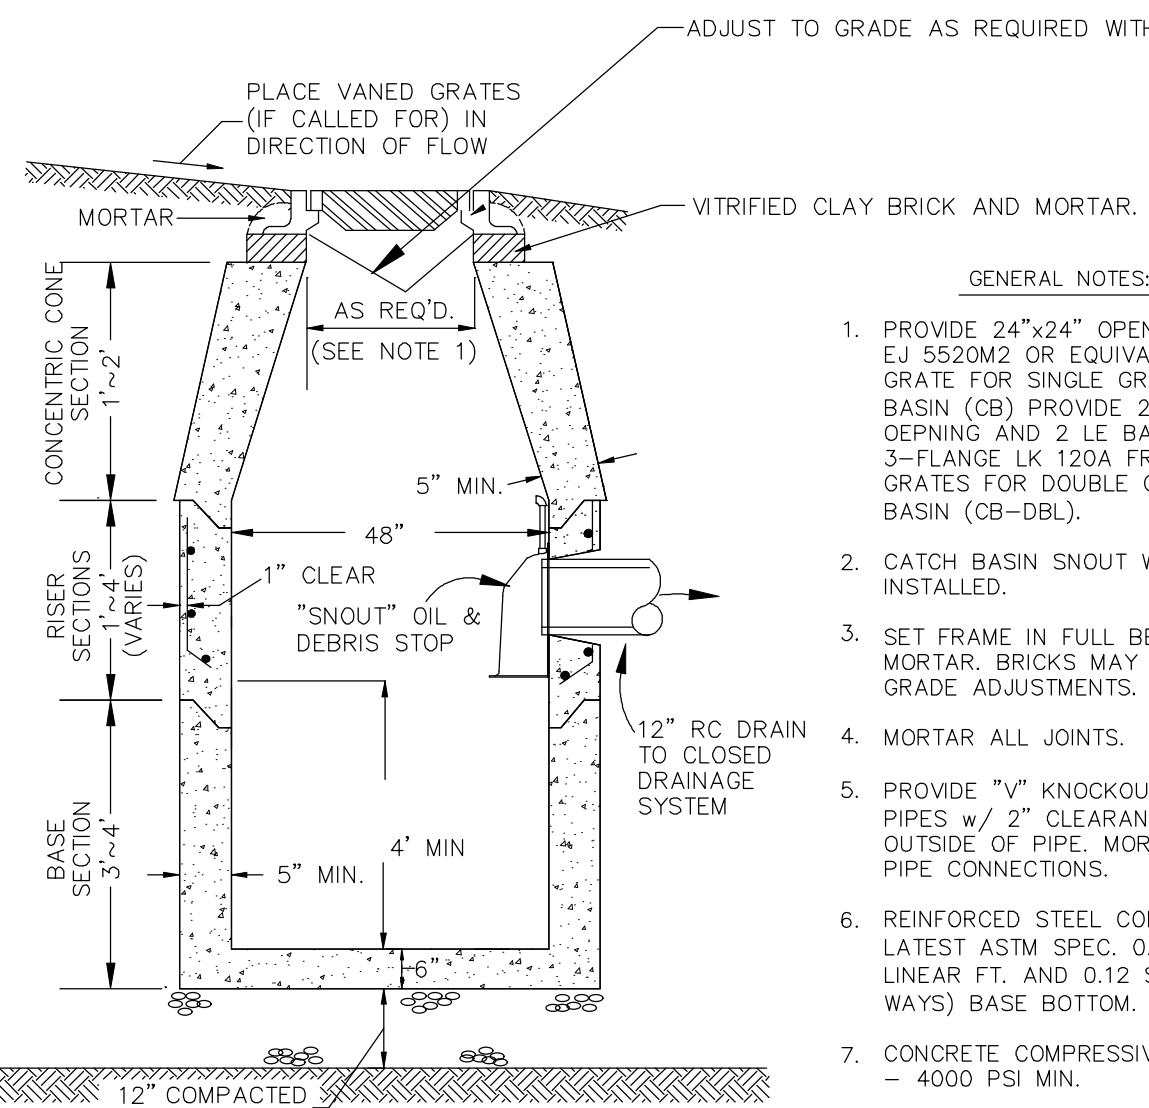 ADJUST TO GRADE AS REQUIRED WITH
PLACE VANED GRATES
(IF CALLED FOR) IN
DIRECTION OF FLOW
MORTAR
VITRIFIED CLAY BRICK AND MORTAR.
CONCENTRIC CONE
SECTION
1'~2'
AS REQ'D.
(SEE NOTE 1)
5" MIN.
48"
RISER
SECTIONS
1'~4'
(VARIES)
1" CLEAR
"SNOUT" OIL &
DEBRIS STOP
12" RC DRAIN
TO CLOSED
DRAINAGE
SYSTEM
BASE
SECTION
3'~4'
5" MIN.
4' MIN
6"
12" COMPACTED
GENERAL NOTES:
1. PROVIDE 24"x24" OPEN
EJ 5520M2 OR EQUIVA
GRATE FOR SINGLE GR
BASIN (CB) PROVIDE 2
OEPNING AND 2 LE BA
3-FLANGE LK 120A FR
GRATES FOR DOUBLE
BASIN (CB-DBL).
2. CATCH BASIN SNOUT
INSTALLED.
3. SET FRAME IN FULL BE
MORTAR. BRICKS MAY
GRADE ADJUSTMENTS.
4. MORTAR ALL JOINTS.
5. PROVIDE "V" KNOCKOU
PIPES w/ 2" CLEARAN
OUTSIDE OF PIPE. MOR
PIPE CONNECTIONS.
6. REINFORCED STEEL CO
LATEST ASTM SPEC. 0.
LINEAR FT. AND 0.12 S
WAYS) BASE BOTTOM.
7. CONCRETE COMPRESSIV
- 4000 PSI MIN.